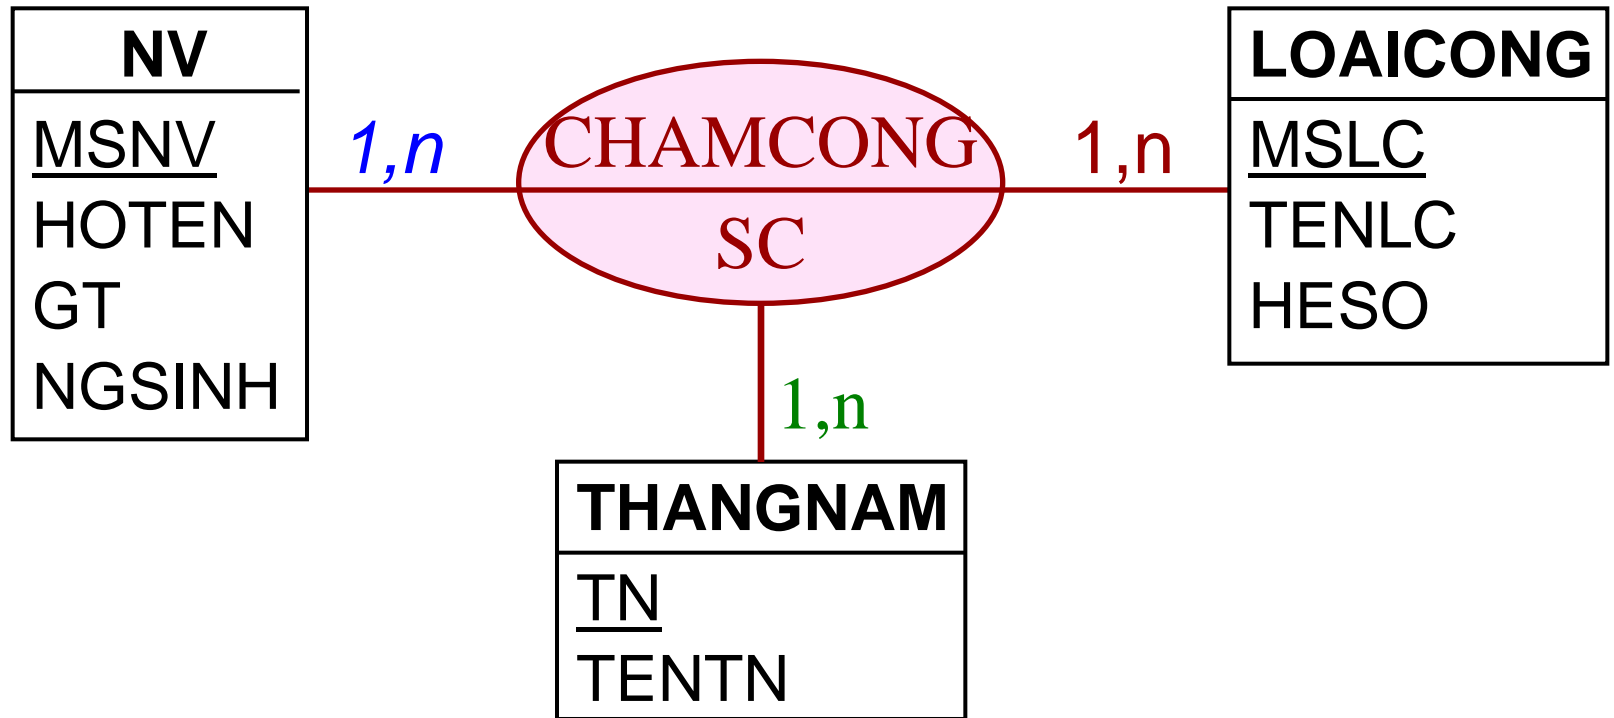 NV
MSNV
HOTEN
GT
NGSINH
1,n
CHAMCONG
SC
1,n
LOAICONG
MSLC
TENLC
HESO
1,n
THANGNAM
TN
TENTN